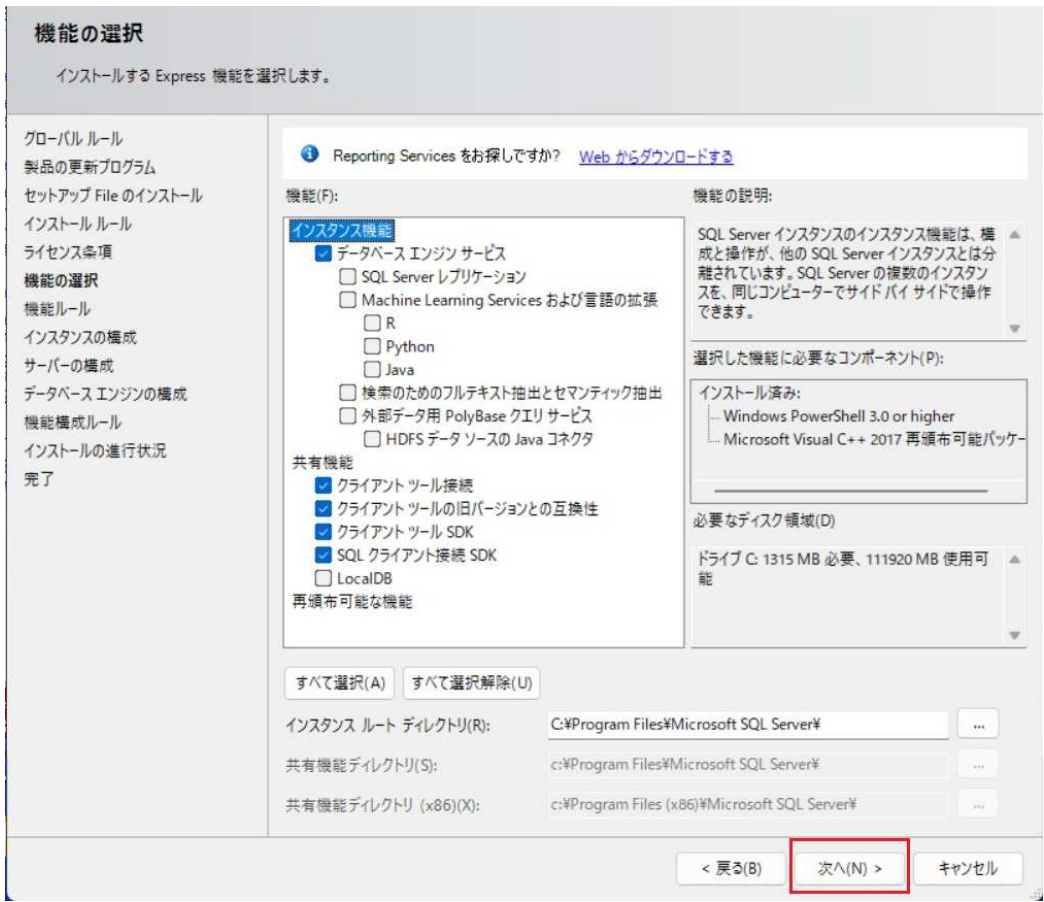 機能の選択
インストールする Express 機能を選択します。
グローバル ルール
製品の更新プログラム
セットアップ File のインストール
インストール ルール
ライセンス条項
機能の選択
機能ルール
インスタンスの構成
サーバーの構成
データベース エンジンの構成
機能構成ルール
インストールの進行状況
完了
Reporting Services をお探しですか? Web からダウンロードする
機能(F):
インスタンス機能
データベース エンジン サービス
SQL Server レプリケーション
Machine Learning Services および言語の拡張
R
Python
Java
検索のためのフルテキスト抽出とセマンティック抽出
外部データ用 PolyBase クエリ サービス
HDFS データ ソースの Java コネクタ
共有機能
クライアント ツール接続
クライアント ツールの旧バージョンとの互換性
クライアント ツール SDK
SQL クライアント接続 SDK
LocalDB
再頒布可能な機能
機能の説明:
SQL Server インスタンスのインスタンス機能は、構
成と操作が、他の SQL Server インスタンスとは分
離されています。SQL Server の複数のインスタン
スを、同じコンピューターでサイド バイ サイドで操作
できます。
選択した機能に必要なコンポーネント(P):
インストール済み:
Windows PowerShell 3.0 or higher
Microsoft Visual C++ 2017 再頒布可能パッケー
必要なディスク領域(D)
ドライブ C: 1315 MB 必要、111920 MB 使用可
能
すべて選択(A) すべて選択解除(U)
インスタンス ルート ディレクトリ(R): C:¥Program Files¥Microsoft SQL Server¥ ...
共有機能ディレクトリ(S): c:¥Program Files¥Microsoft SQL Server¥ ...
共有機能ディレクトリ (x86)(X): c:¥Program Files (x86)¥Microsoft SQL Server¥ ...
< 戻る(B) 次へ(N) > キャンセル